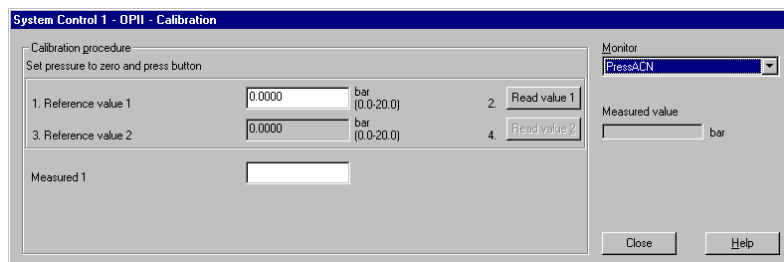 System Control 1 - OPII - Calibration
Calibration procedure
Set pressure to zero and press button
1. Reference value 1 0.0000 bar (0.0-20.0) 2. Read value 1
3. Reference value 2 0.0000 bar (0.0-20.0) 4. Read value 2
Measured 1
Monitor
PressACN
Measured value
bar
Close Help